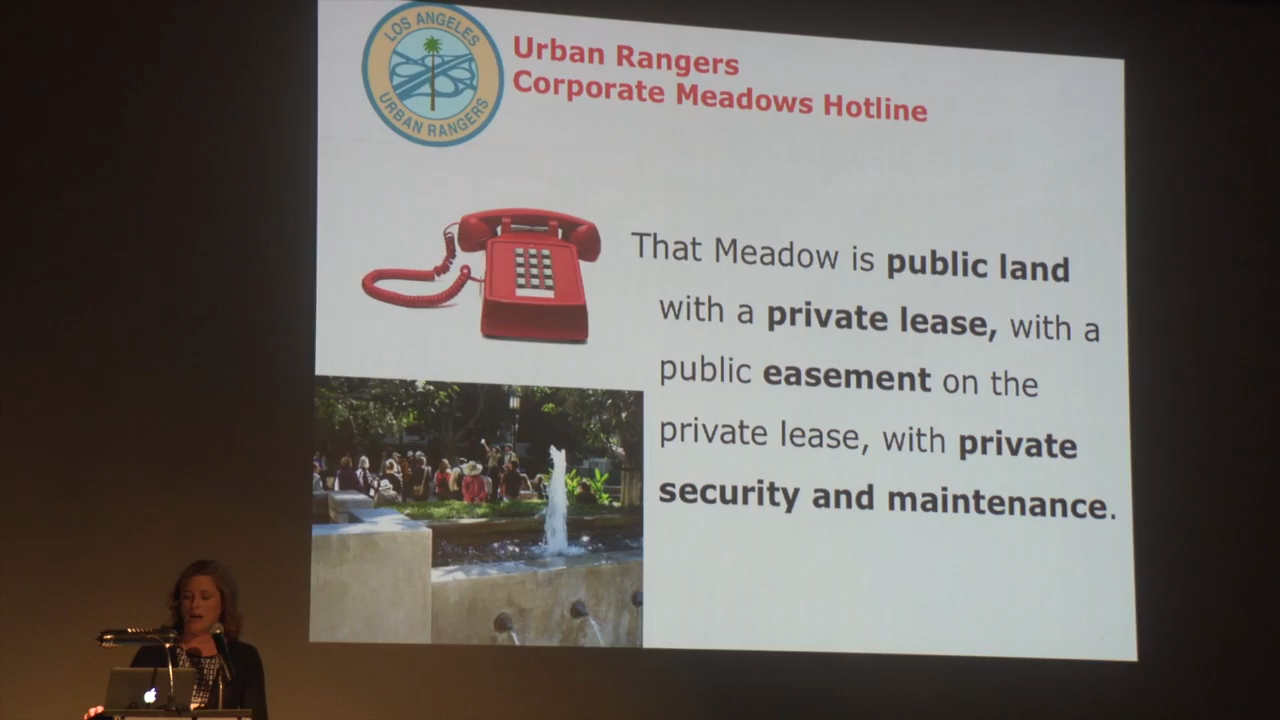 LOS ANGELES
URBAN RANGERS
Urban Rangers
Corporate Meadows Hotline
That Meadow is public land
with a private lease, with a
public easement on the
private lease, with private
security and maintenance.